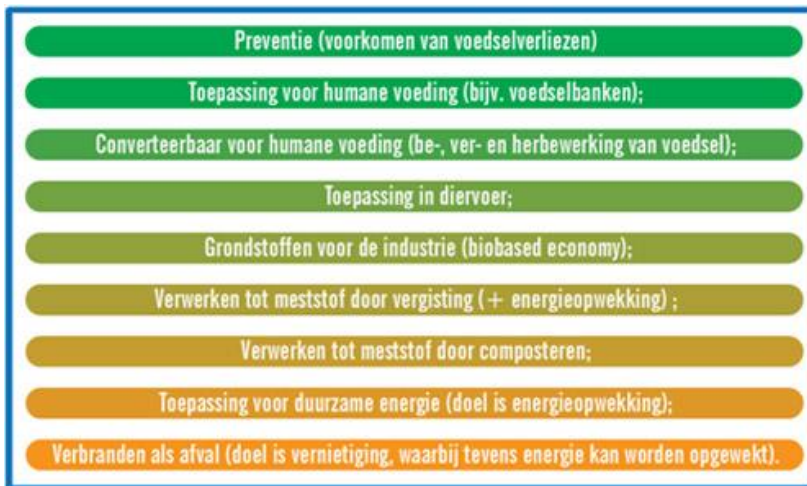 Preventie (voorkomen van voedselverliezen)
Toepassing voor humane voeding (bijv. voedselbanken);
Converteerbaar voor humane voeding (be-, ver- en herbewerking van voedsel);
Toepassing in diervoer;
Grondstoffen voor de industrie (biobased economy);
Verwerken tot meststof door vergisting (+ energieopwekking) ;
Verwerken tot meststof door composteren;
Toepassing voor duurzame energie (doel is energieopwekking);
Verbranden als afval (doel is vernietiging, waarbij tevens energie kan worden opgewekt).